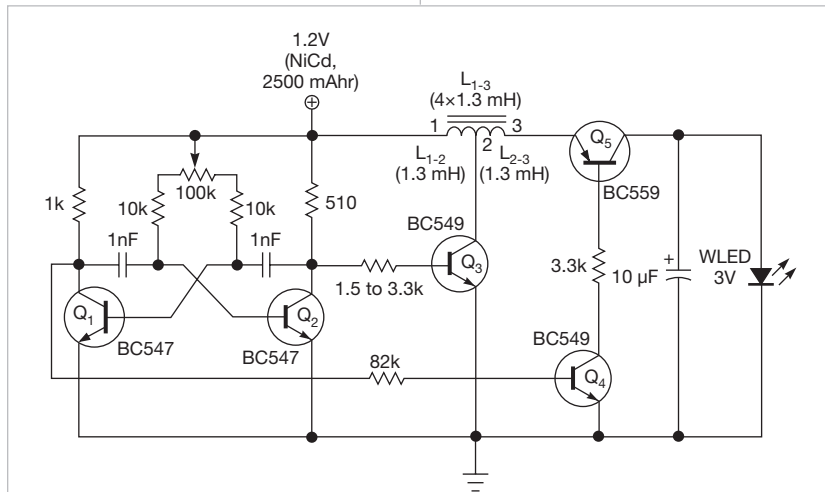 1.2V
(NiCd,
2500 mAhr)
L1-3
(4×1.3 mH)
1
3
2
Q5
L1-2
(1.3 mH)
L2-3
(1.3 mH)
BC559
100k
1k
10k
10k
510
1nF
1nF
BC549
Q3
1.5 to 3.3k
3.3k
10 µF
+
WLED
3V
Q1
Q2
BC547
BC547
BC549
82k
Q4